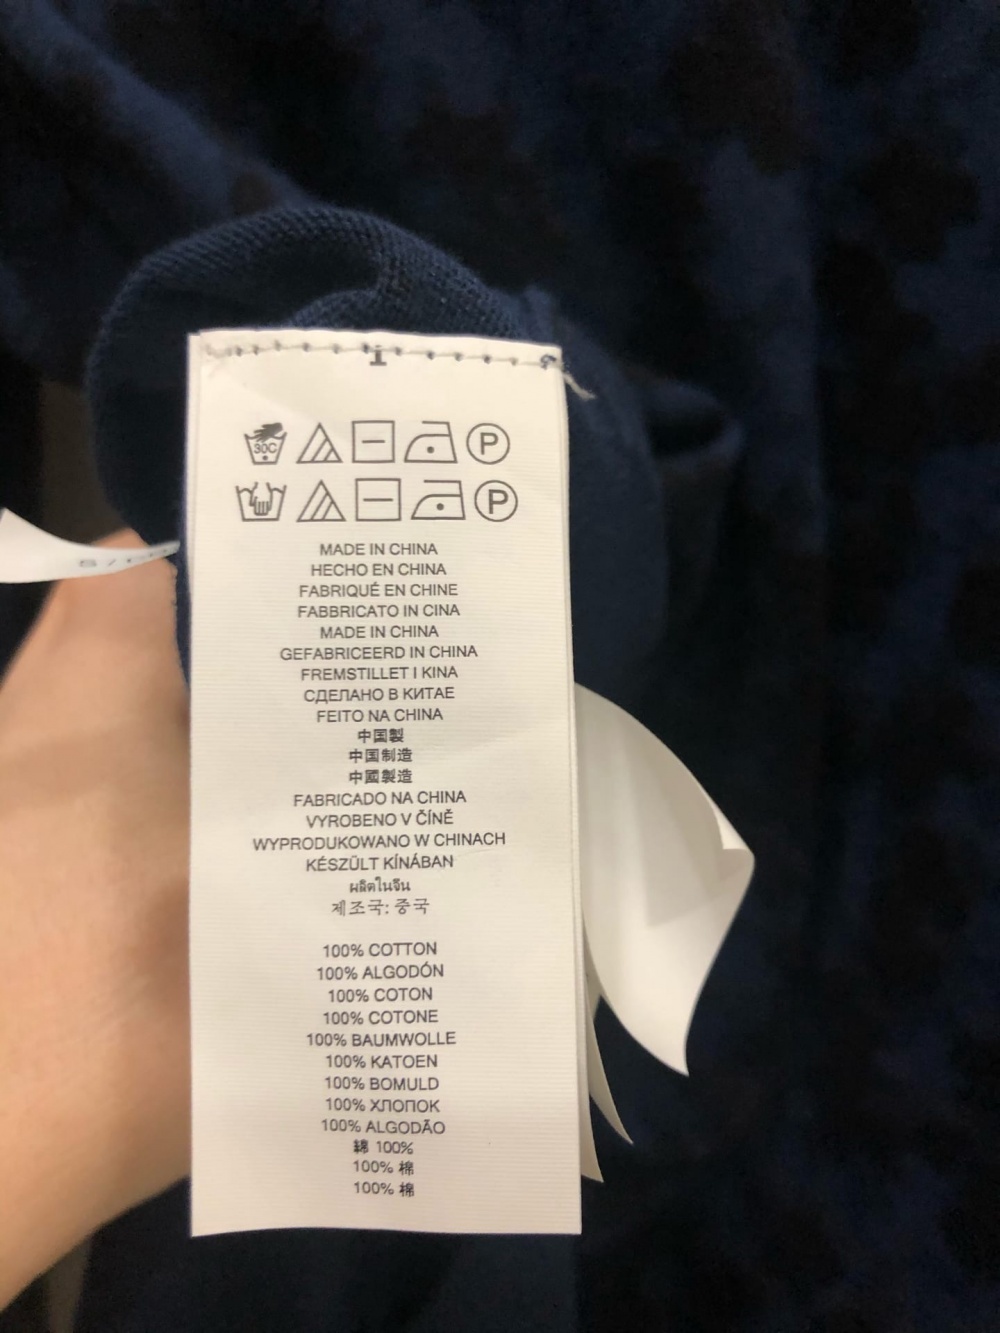 30C
P
P
MADE IN CHINA
HECHO EN CHINA
FABRIQUÉ EN CHINE
FABBRICATO IN CINA
MADE IN CHINA
GEFABRICEERD IN CHINA
FREMSTILLET I KINA
СДЕЛАНО В КИТАЕ
FEITO NA CHINA
中国製
中国制造
中國製造
FABRICADO NA CHINA
VYROBENO V ČÍNĚ
WYPRODUKOWANO W CHINACH
KÉSZÜLT KÍNÁBAN
ผลิตในจีน
제조국: 중국
100% COTTON
100% ALGODÓN
100% COTON
100% COTONE
100% BAUMWOLLE
100% KATOEN
100% BOMULD
100% ХЛОПОК
100% ALGODÃO
綿 100%
100% 棉
100% 棉